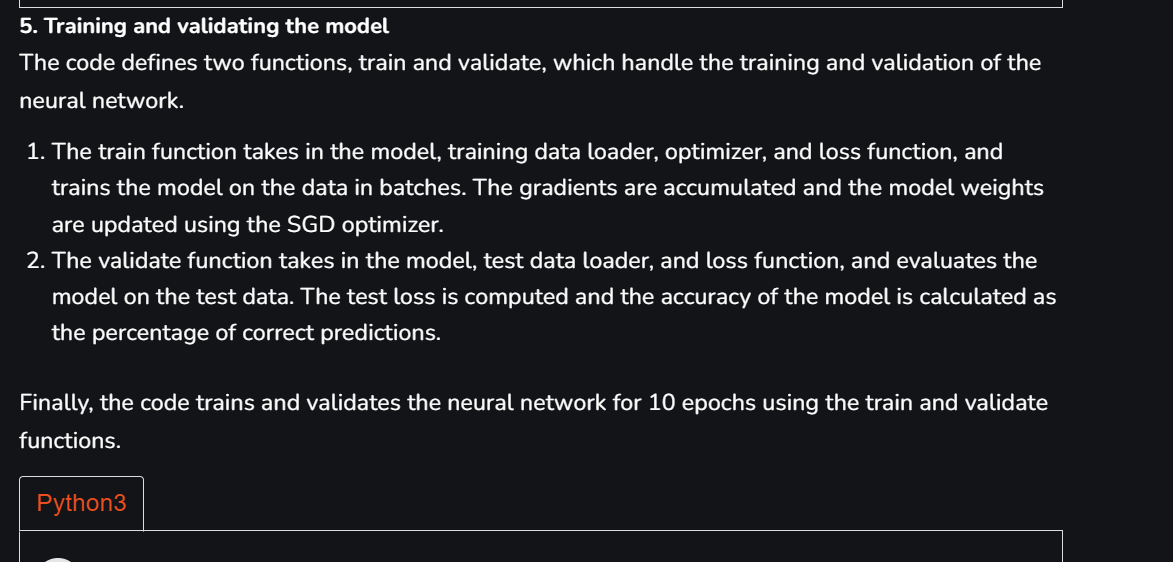 5. Training and validating the model
The code defines two functions, train and validate, which handle the training and validation of the
neural network.
1. The train function takes in the model, training data loader, optimizer, and loss function, and
trains the model on the data in batches. The gradients are accumulated and the model weights
are updated using the SGD optimizer.
2. The validate function takes in the model, test data loader, and loss function, and evaluates the
model on the test data. The test loss is computed and the accuracy of the model is calculated as
the percentage of correct predictions.
Finally, the code trains and validates the neural network for 10 epochs using the train and validate
functions.
Python3